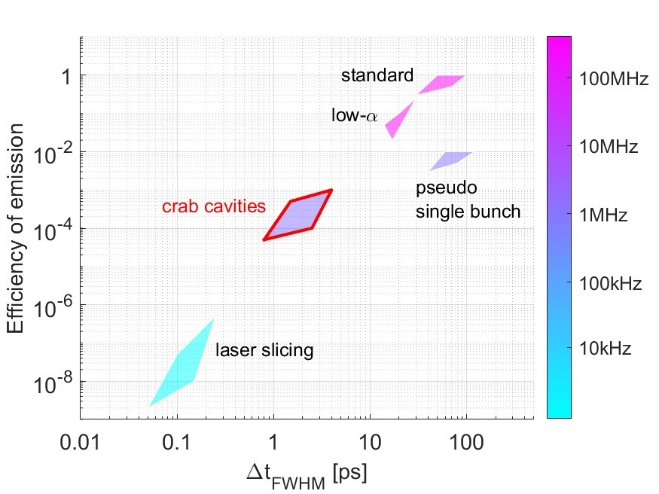 standard
low-α
pseudo
single bunch
crab cavities
laser slicing
Efficiency of emission
1
10-2
10-4
10-6
10-8
0.01
0.1
1
10
100
ΔtFWHM [ps]
100MHz
10MHz
1MHz
100kHz
10kHz